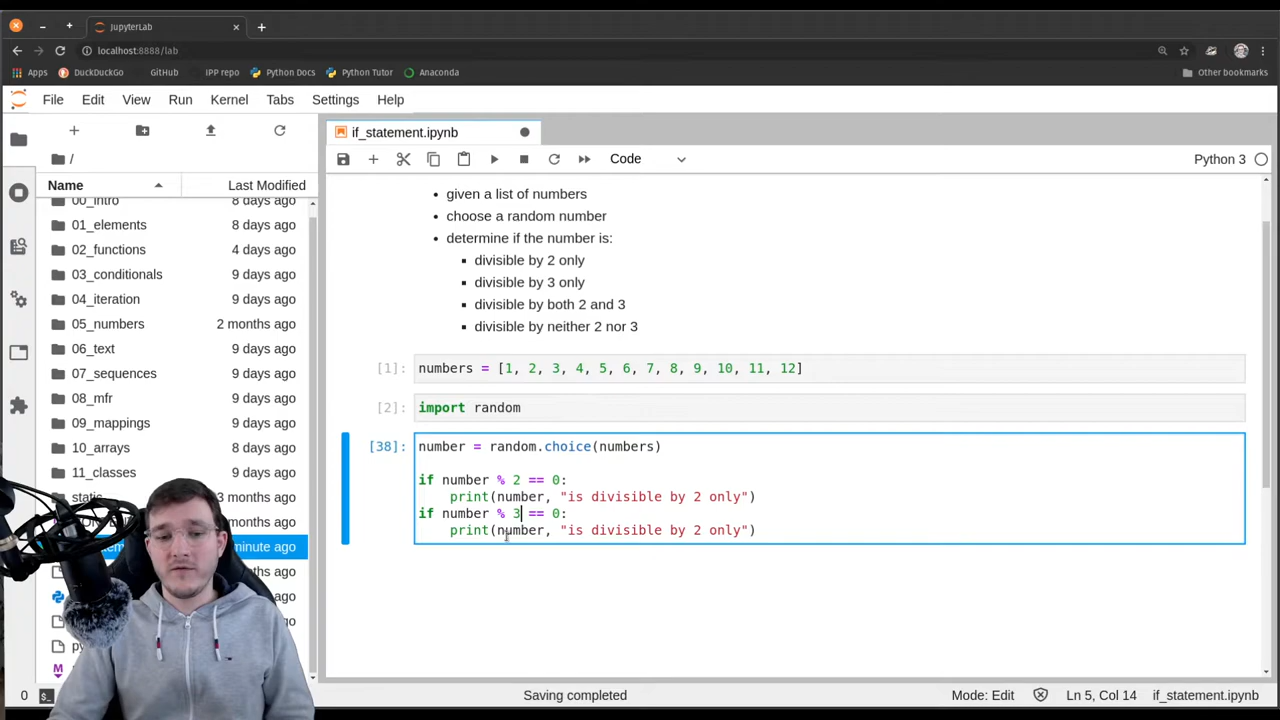 JupyterLab
localhost:8888/lab
Apps DuckDuckGo GitHub IPP repo Python Docs Python Tutor Anaconda Other bookmarks
File Edit View Run Kernel Tabs Settings Help
if_statement.ipynb
/
Code Python 3
Name Last Modified
00_intro 8 days ago
01_elements 8 days ago
02_functions 4 days ago
03_conditionals 9 days ago
04_iteration 9 days ago
05_numbers 2 months ago
06_text 9 days ago
07_sequences 9 days ago
08_mfr 9 days ago
09_mappings 9 days ago
10_arrays 9 days ago
11_classes 9 days ago
static 3 months ago
minute ago
ago
ago
ago
ago
ago
py
M
• given a list of numbers
• choose a random number
• determine if the number is:
▪ divisible by 2 only
▪ divisible by 3 only
▪ divisible by both 2 and 3
▪ divisible by neither 2 nor 3
[1]: numbers = [1, 2, 3, 4, 5, 6, 7, 8, 9, 10, 11, 12]
[2]: import random
[38]: number = random.choice(numbers)
if number % 2 == 0:
print(number, "is divisible by 2 only")
if number % 3 == 0:
print(number, "is divisible by 2 only")
0 $_ Saving completed Mode: Edit Ln 5, Col 14 if_statement.ipynb